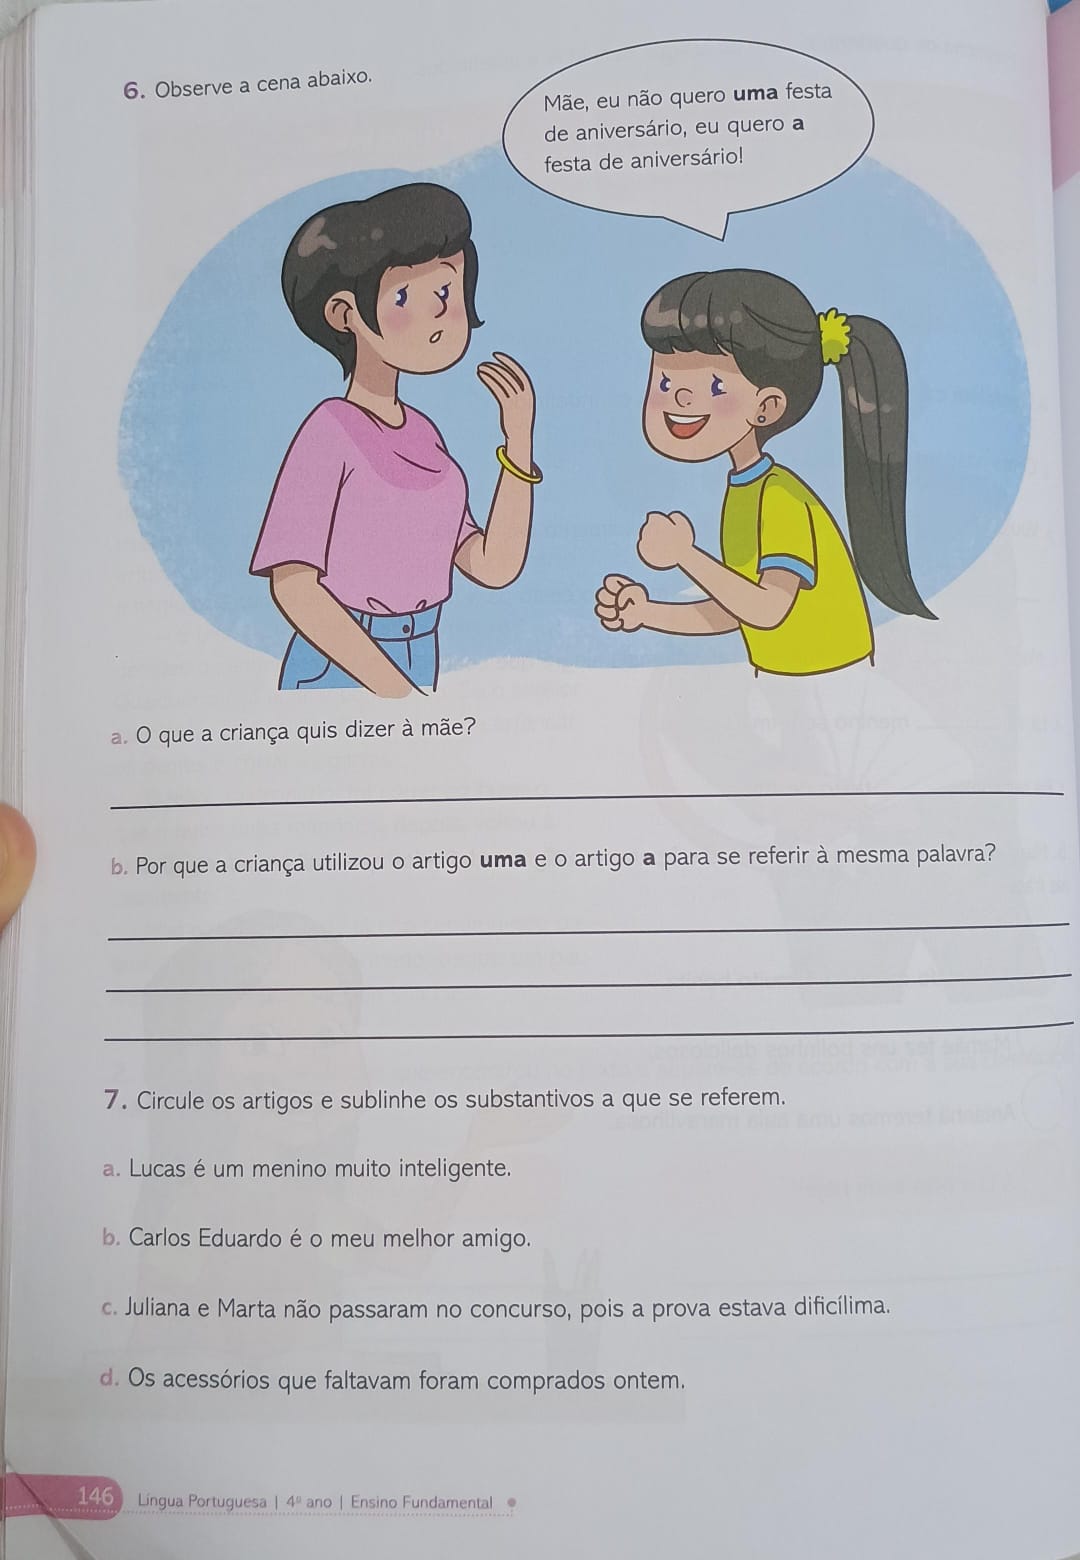 6. Observe a cena abaixo.
Mãe, eu não quero uma festa
de aniversário, eu quero a
festa de aniversário!
a. O que a criança quis dizer à mãe?
b. Por que a criança utilizou o artigo uma e o artigo a para se referir à mesma palavra?
7. Circule os artigos e sublinhe os substantivos a que se referem.
a. Lucas é um menino muito inteligente.
b. Carlos Eduardo é o meu melhor amigo.
c. Juliana e Marta não passaram no concurso, pois a prova estava dificílima.
d. Os acessórios que faltavam foram comprados ontem.
146 Língua Portuguesa | 4º ano | Ensino Fundamental